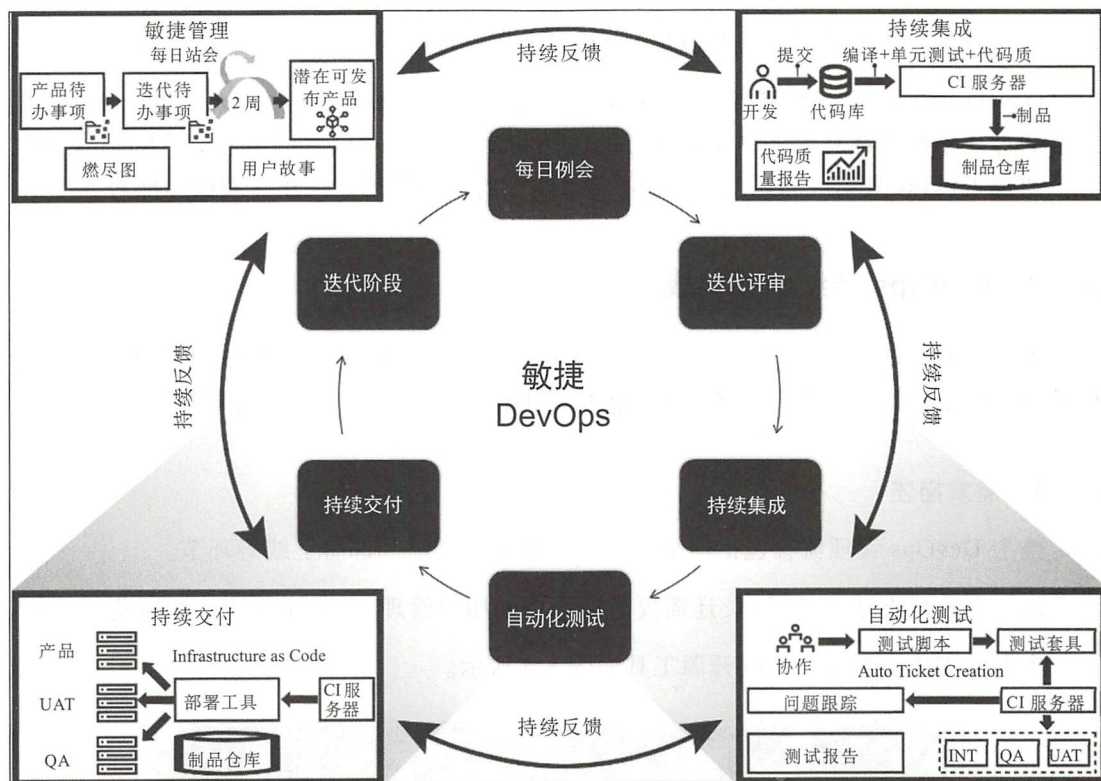 敏捷管理
每日站会
产品待
办事项
迭代待
办事项
2 周
潜在可发
布产品
燃尽图
用户故事
持续反馈
持续集成
提交
编译+单元测试+代码质
开发
代码库
CI 服务器
制品
代码质
量报告
制品仓库
每日例会
迭代阶段
迭代评审
持续反馈
敏捷
DevOps
持续反馈
持续交付
持续集成
自动化测试
持续交付
产品
Infrastructure as Code
UAT
部署工具
CI 服
务器
QA
制品仓库
持续反馈
自动化测试
协作
测试脚本
测试套具
Auto Ticket Creation
问题跟踪
CI 服务器
测试报告
INT
QA
UAT